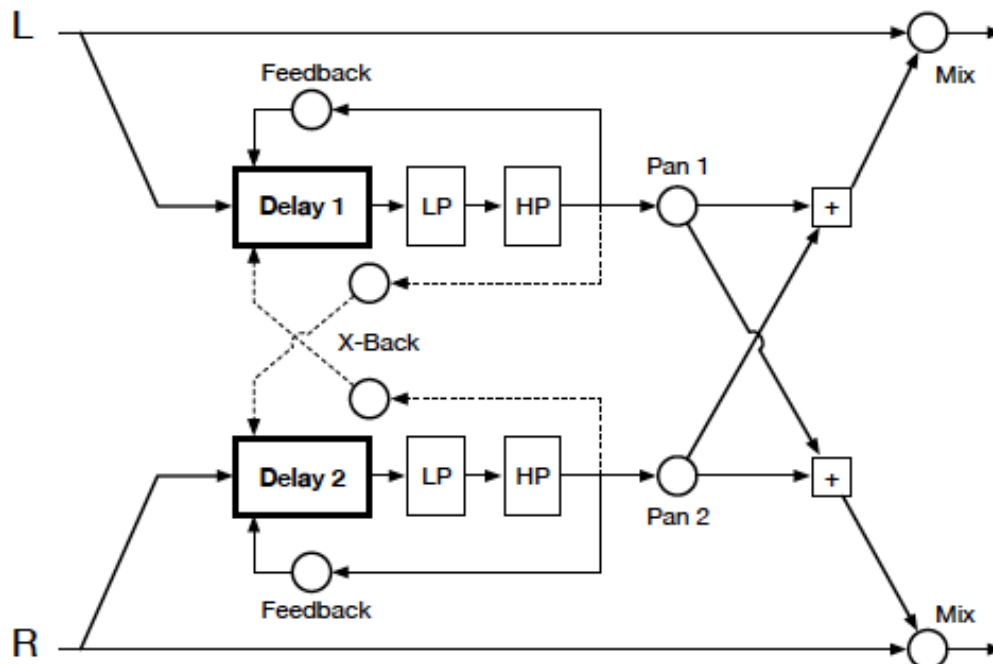 L
Mix
Feedback
Pan 1
Delay 1
LP
HP
+
X-Back
Delay 2
LP
HP
+
Pan 2
Feedback
Mix
R